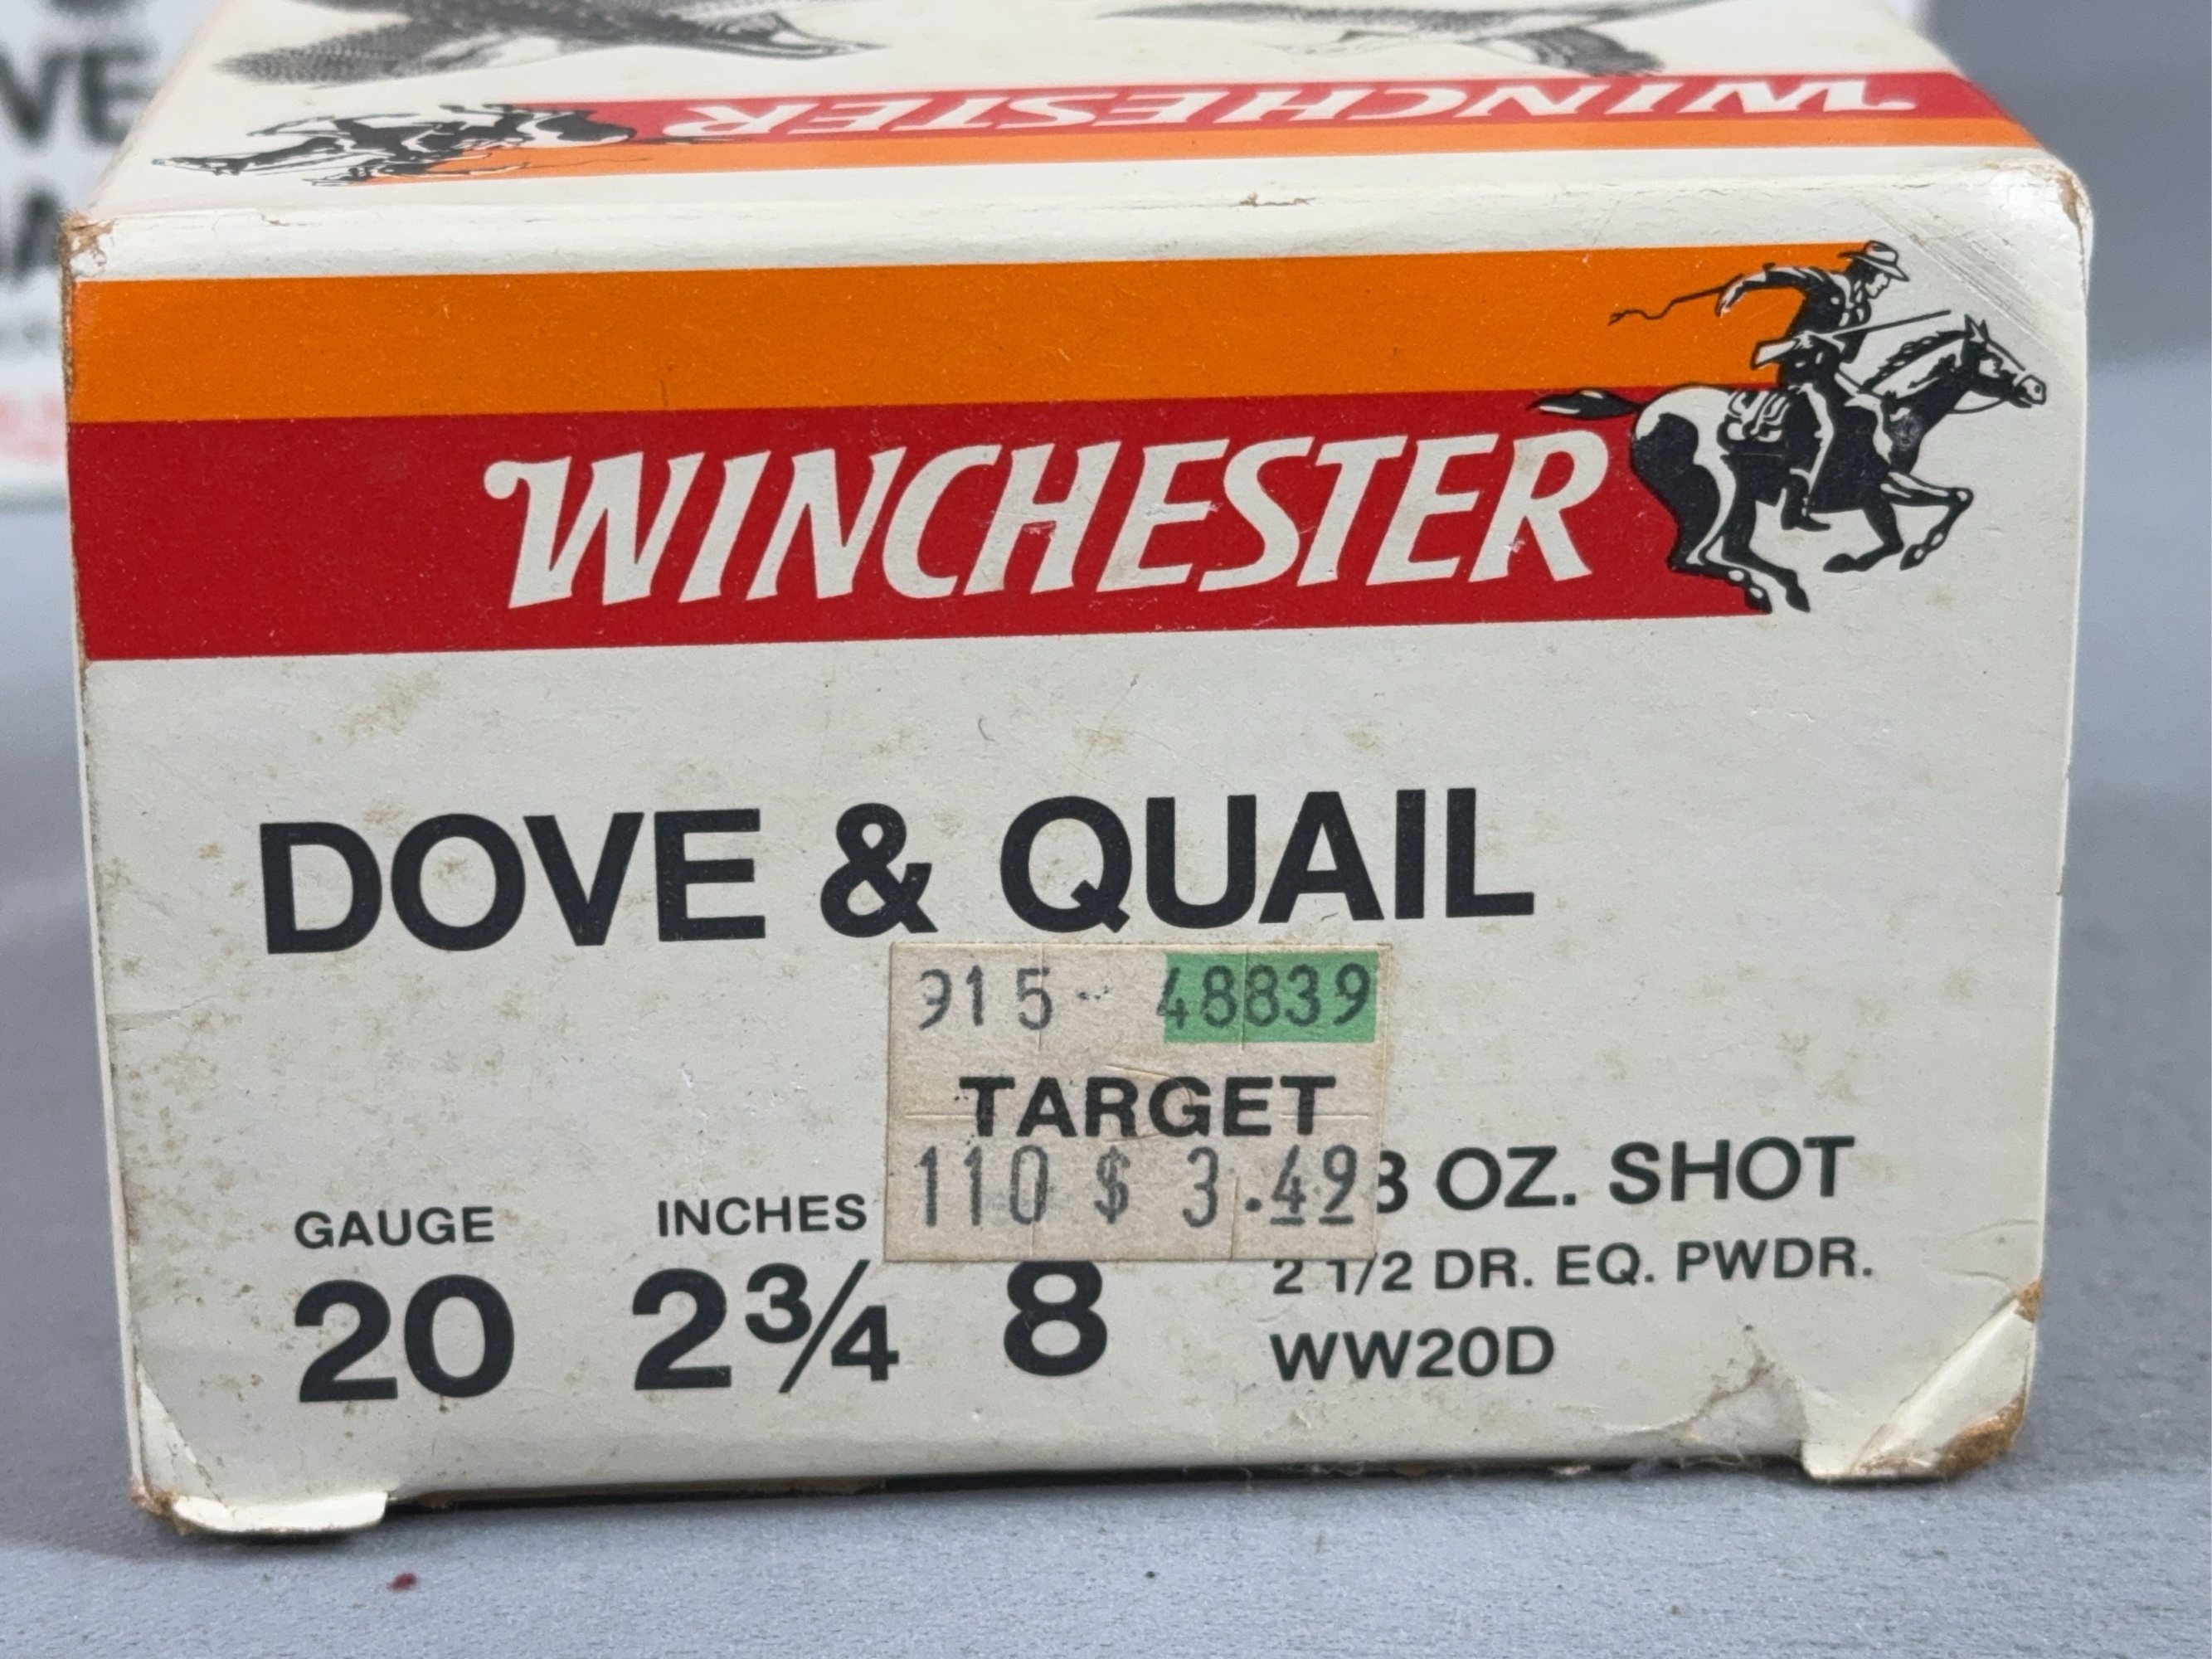 WINCHESTER
WINCHESTER
DOVE & QUAIL
915 48839
TARGET
110 $ 3.49
8 OZ. SHOT
GAUGE INCHES
20 2¾ 8
2 1/2 DR. EQ. PWDR.
WW20D